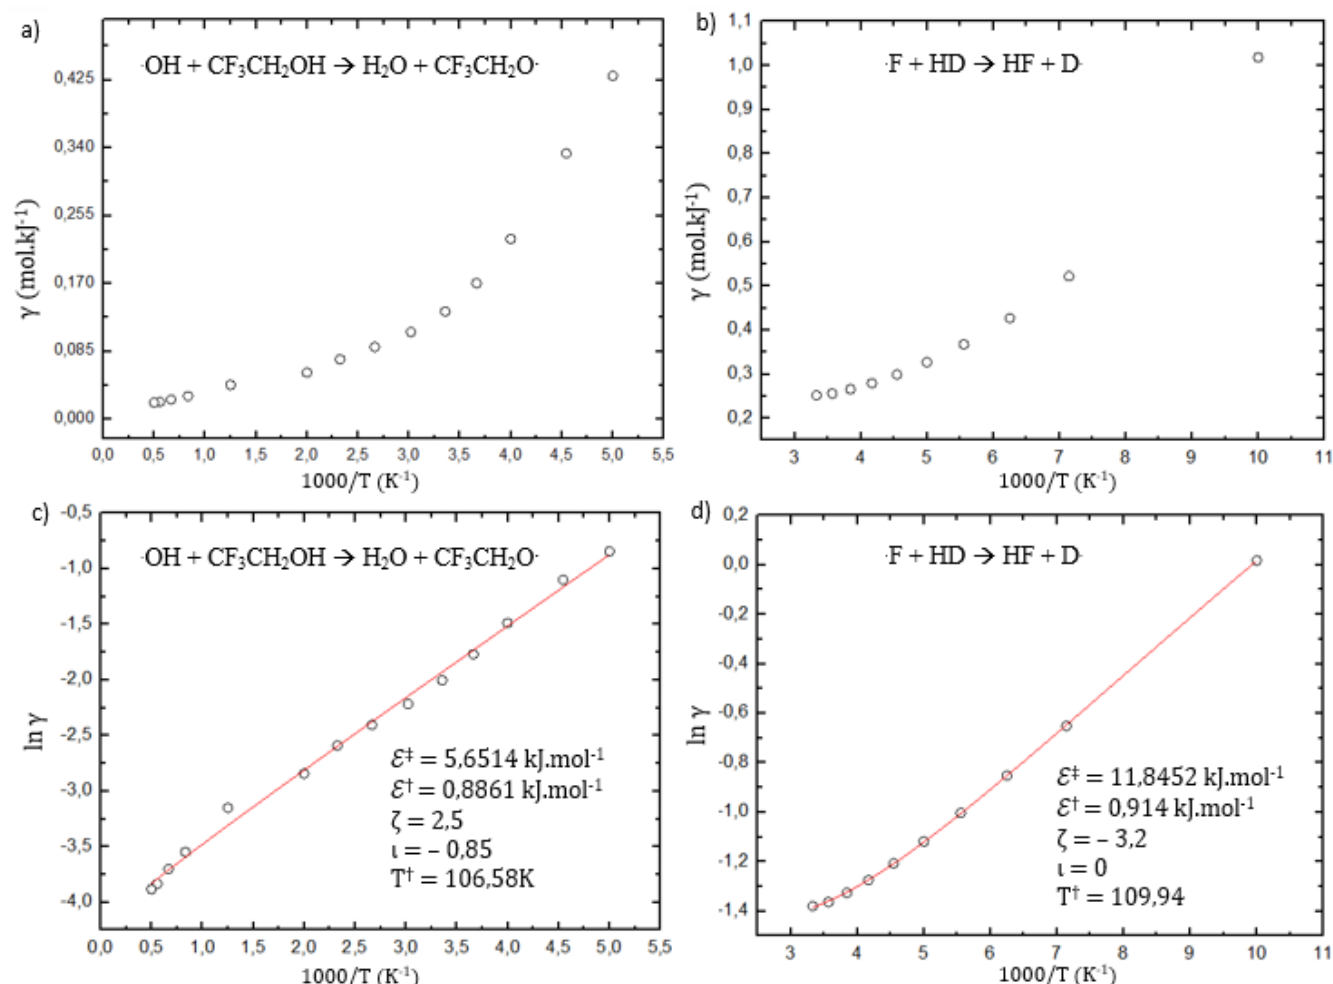 a)
·OH + CF₃CH₂OH → H₂O + CF₃CH₂O·
0,425
0,340
0,255
0,170
0,085
0,000
γ (mol.kJ⁻¹)
0,0 0,5 1,0 1,5 2,0 2,5 3,0 3,5 4,0 4,5 5,0 5,5
1000/T (K⁻¹)
b)
·F + HD → HF + D·
1,1
1,0
0,9
0,8
0,7
0,6
0,5
0,4
0,3
0,2
γ (mol.kJ⁻¹)
3 4 5 6 7 8 9 10 11
1000/T (K⁻¹)
c)
·OH + CF₃CH₂OH → H₂O + CF₃CH₂O·
-0,5
-1,0
-1,5
-2,0
-2,5
-3,0
-3,5
-4,0
ln γ
ℰ‡ = 5,6514 kJ.mol⁻¹
ℰ† = 0,8861 kJ.mol⁻¹
ζ = 2,5
ι = – 0,85
T† = 106,58K
0,0 0,5 1,0 1,5 2,0 2,5 3,0 3,5 4,0 4,5 5,0 5,5
1000/T (K⁻¹)
d)
·F + HD → HF + D·
0,2
0,0
-0,2
-0,4
-0,6
-0,8
-1,0
-1,2
-1,4
ln γ
ℰ‡ = 11,8452 kJ.mol⁻¹
ℰ† = 0,914 kJ.mol⁻¹
ζ = – 3,2
ι = 0
T† = 109,94
3 4 5 6 7 8 9 10 11
1000/T (K⁻¹)